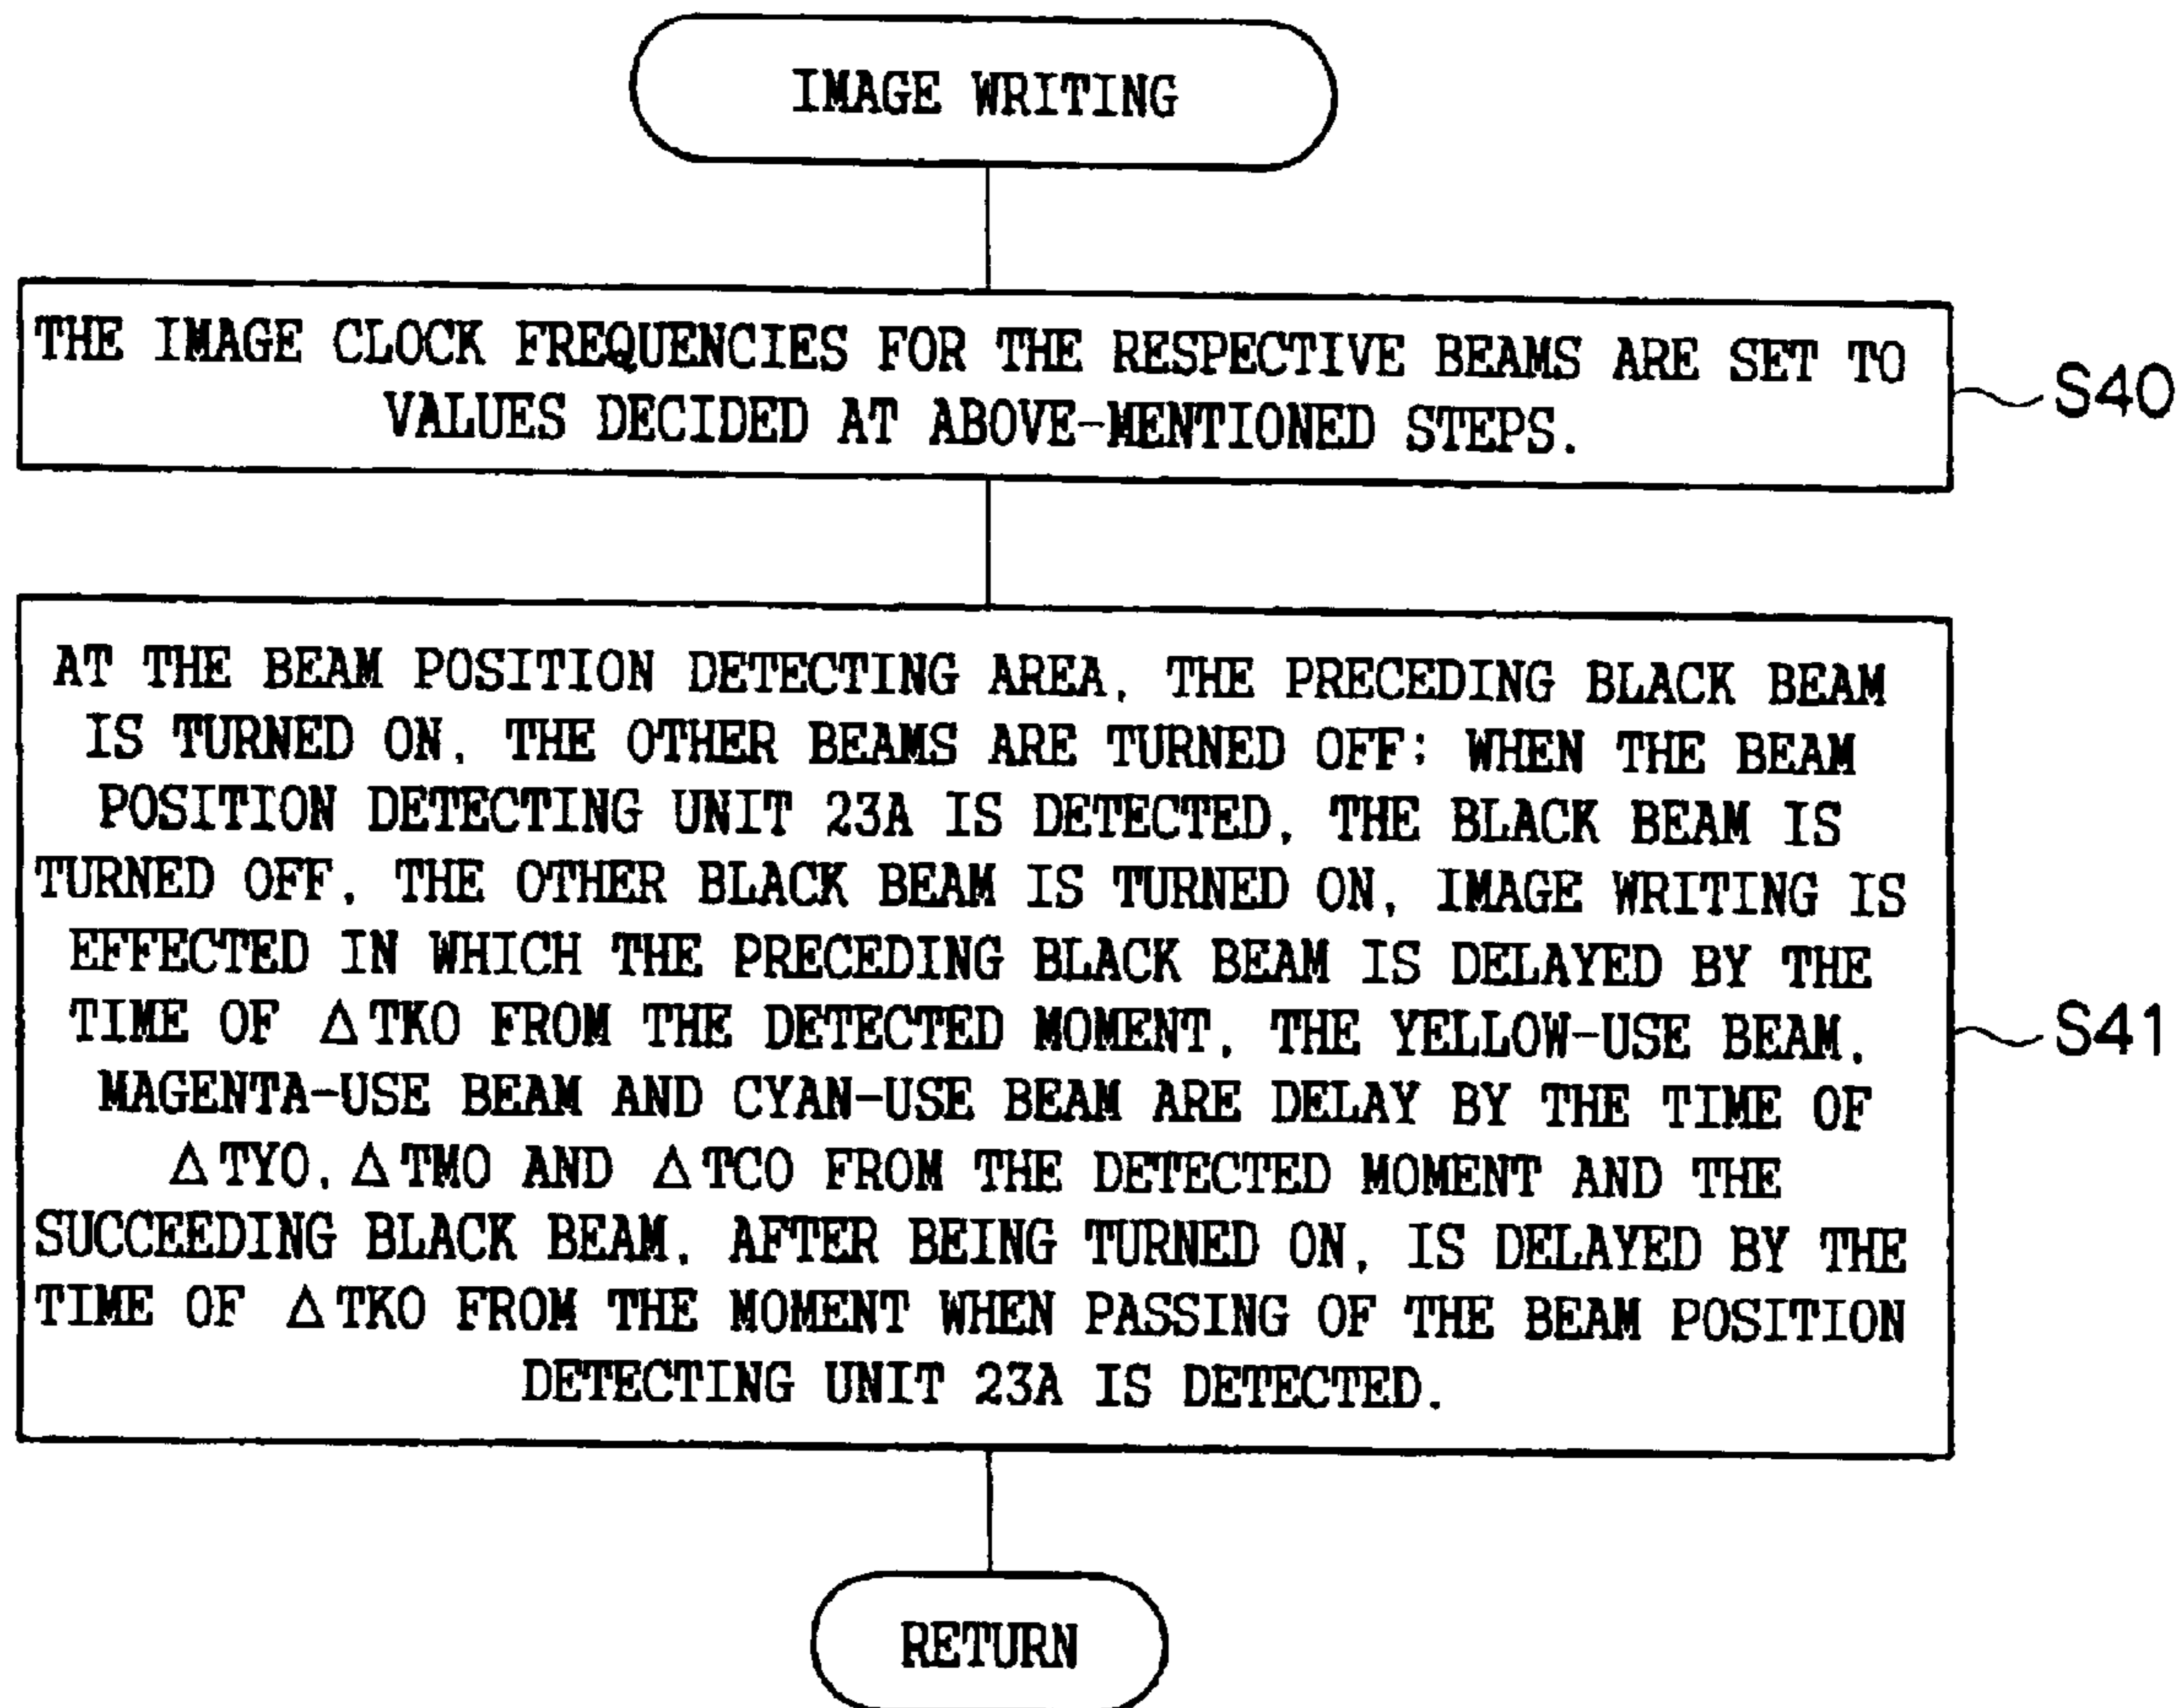 IMAGE WRITING
THE IMAGE CLOCK FREQUENCIES FOR THE RESPECTIVE BEAMS ARE SET TO
VALUES DECIDED AT ABOVE-MENTIONED STEPS.
S40
AT THE BEAM POSITION DETECTING AREA, THE PRECEDING BLACK BEAM
IS TURNED ON, THE OTHER BEAMS ARE TURNED OFF: WHEN THE BEAM
POSITION DETECTING UNIT 23A IS DETECTED, THE BLACK BEAM IS
TURNED OFF, THE OTHER BLACK BEAM IS TURNED ON, IMAGE WRITING IS
EFFECTED IN WHICH THE PRECEDING BLACK BEAM IS DELAYED BY THE
TIME OF △TKO FROM THE DETECTED MOMENT, THE YELLOW-USE BEAM,
MAGENTA-USE BEAM AND CYAN-USE BEAM ARE DELAY BY THE TIME OF
△TYO, △TMO AND △TCO FROM THE DETECTED MOMENT AND THE
SUCCEEDING BLACK BEAM, AFTER BEING TURNED ON, IS DELAYED BY THE
TIME OF △TKO FROM THE MOMENT WHEN PASSING OF THE BEAM POSITION
DETECTING UNIT 23A IS DETECTED.
S41
RETURN